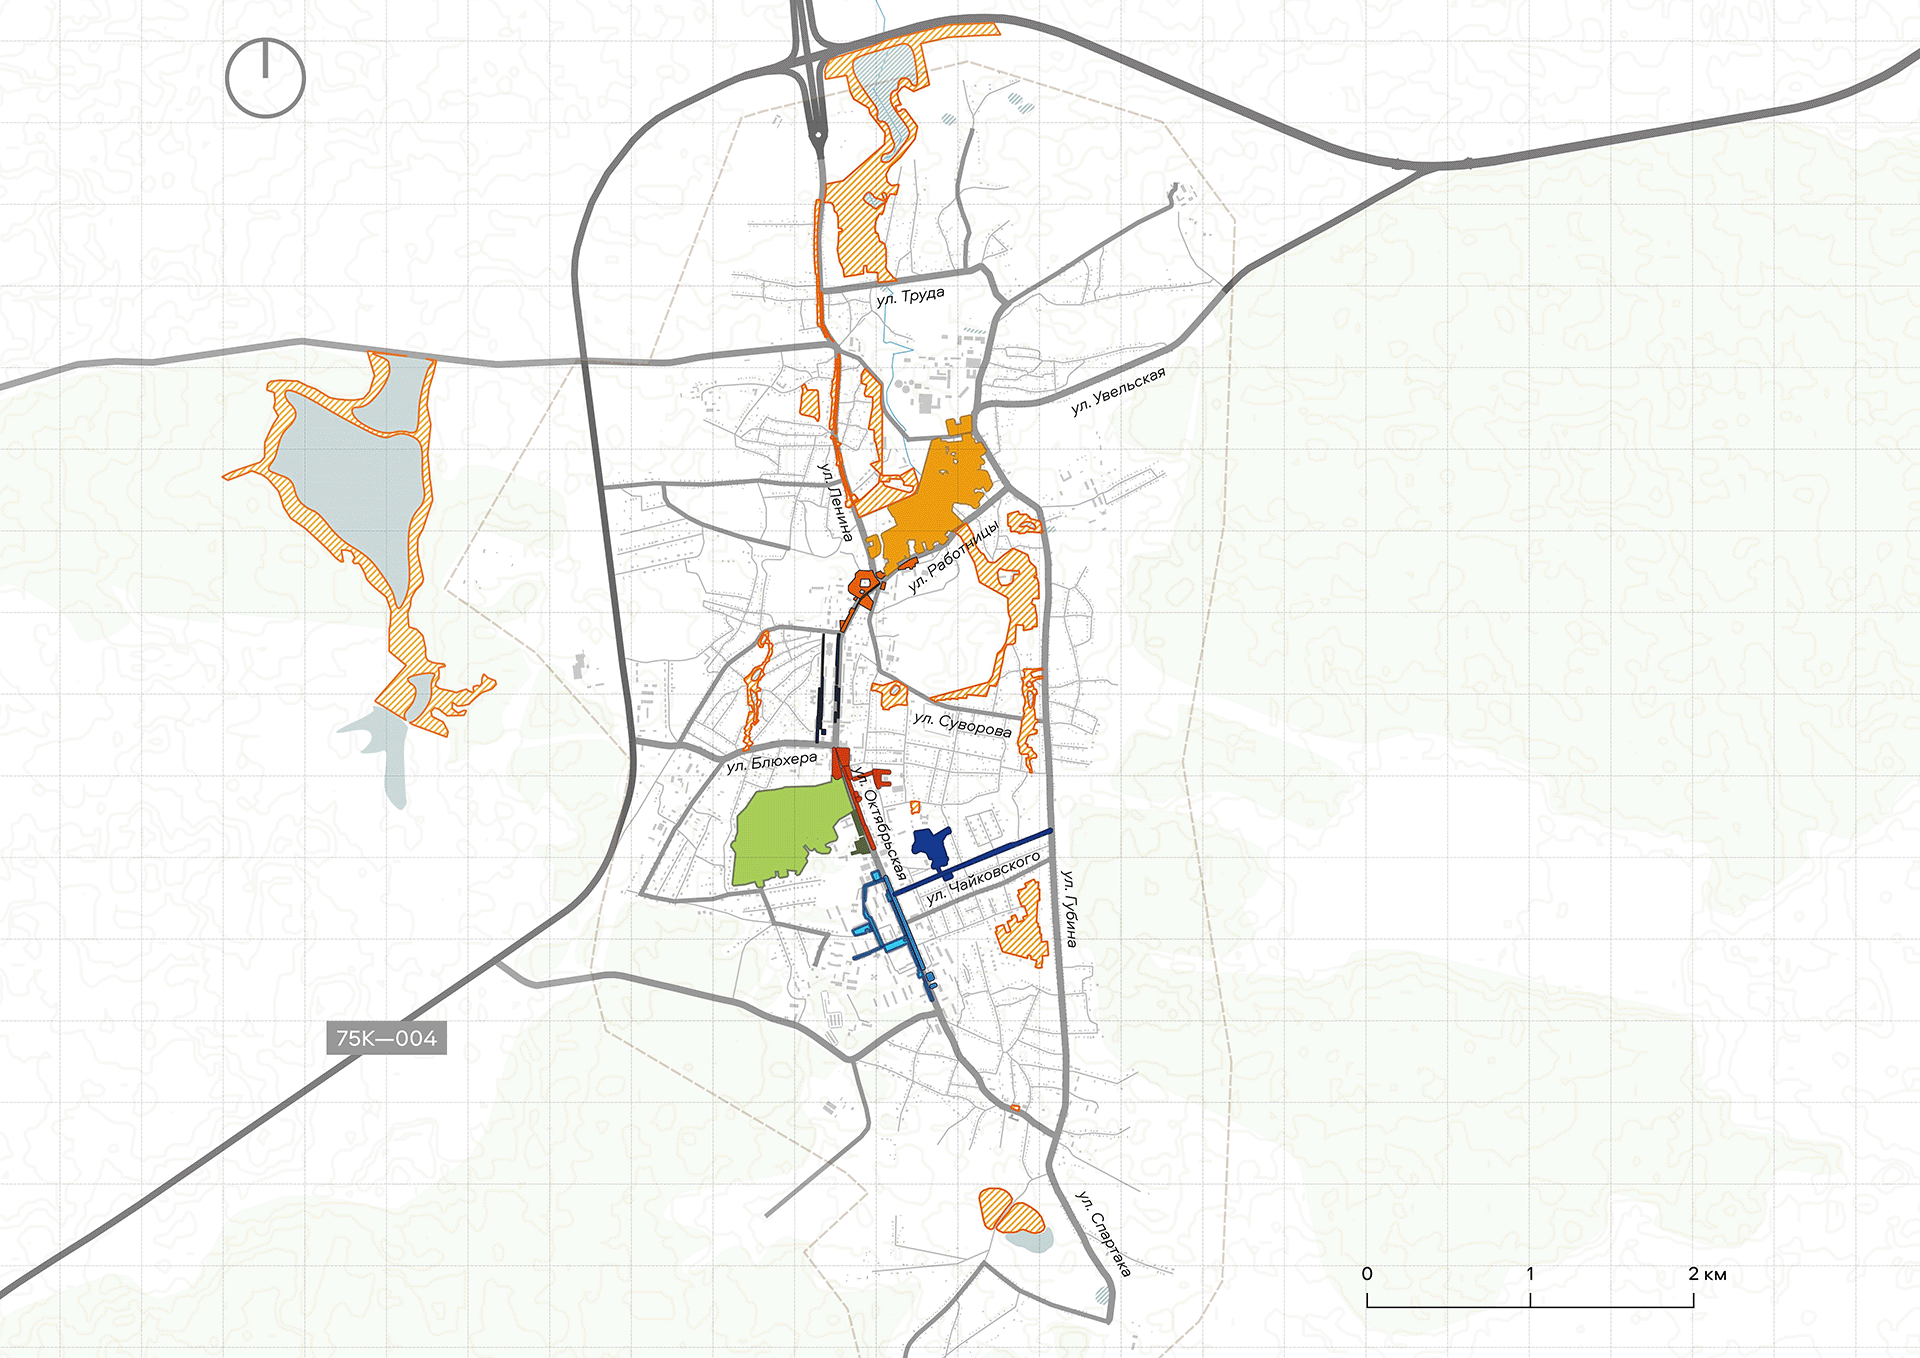 ул. Труда
ул. Увельская
ул. Ленина
ул. Работницы
ул. Суворова
ул. Блюхера
ул. Октябрьская
ул. Чайковского
ул. Губина
75К—004
ул. Спартака
0 1 2 км